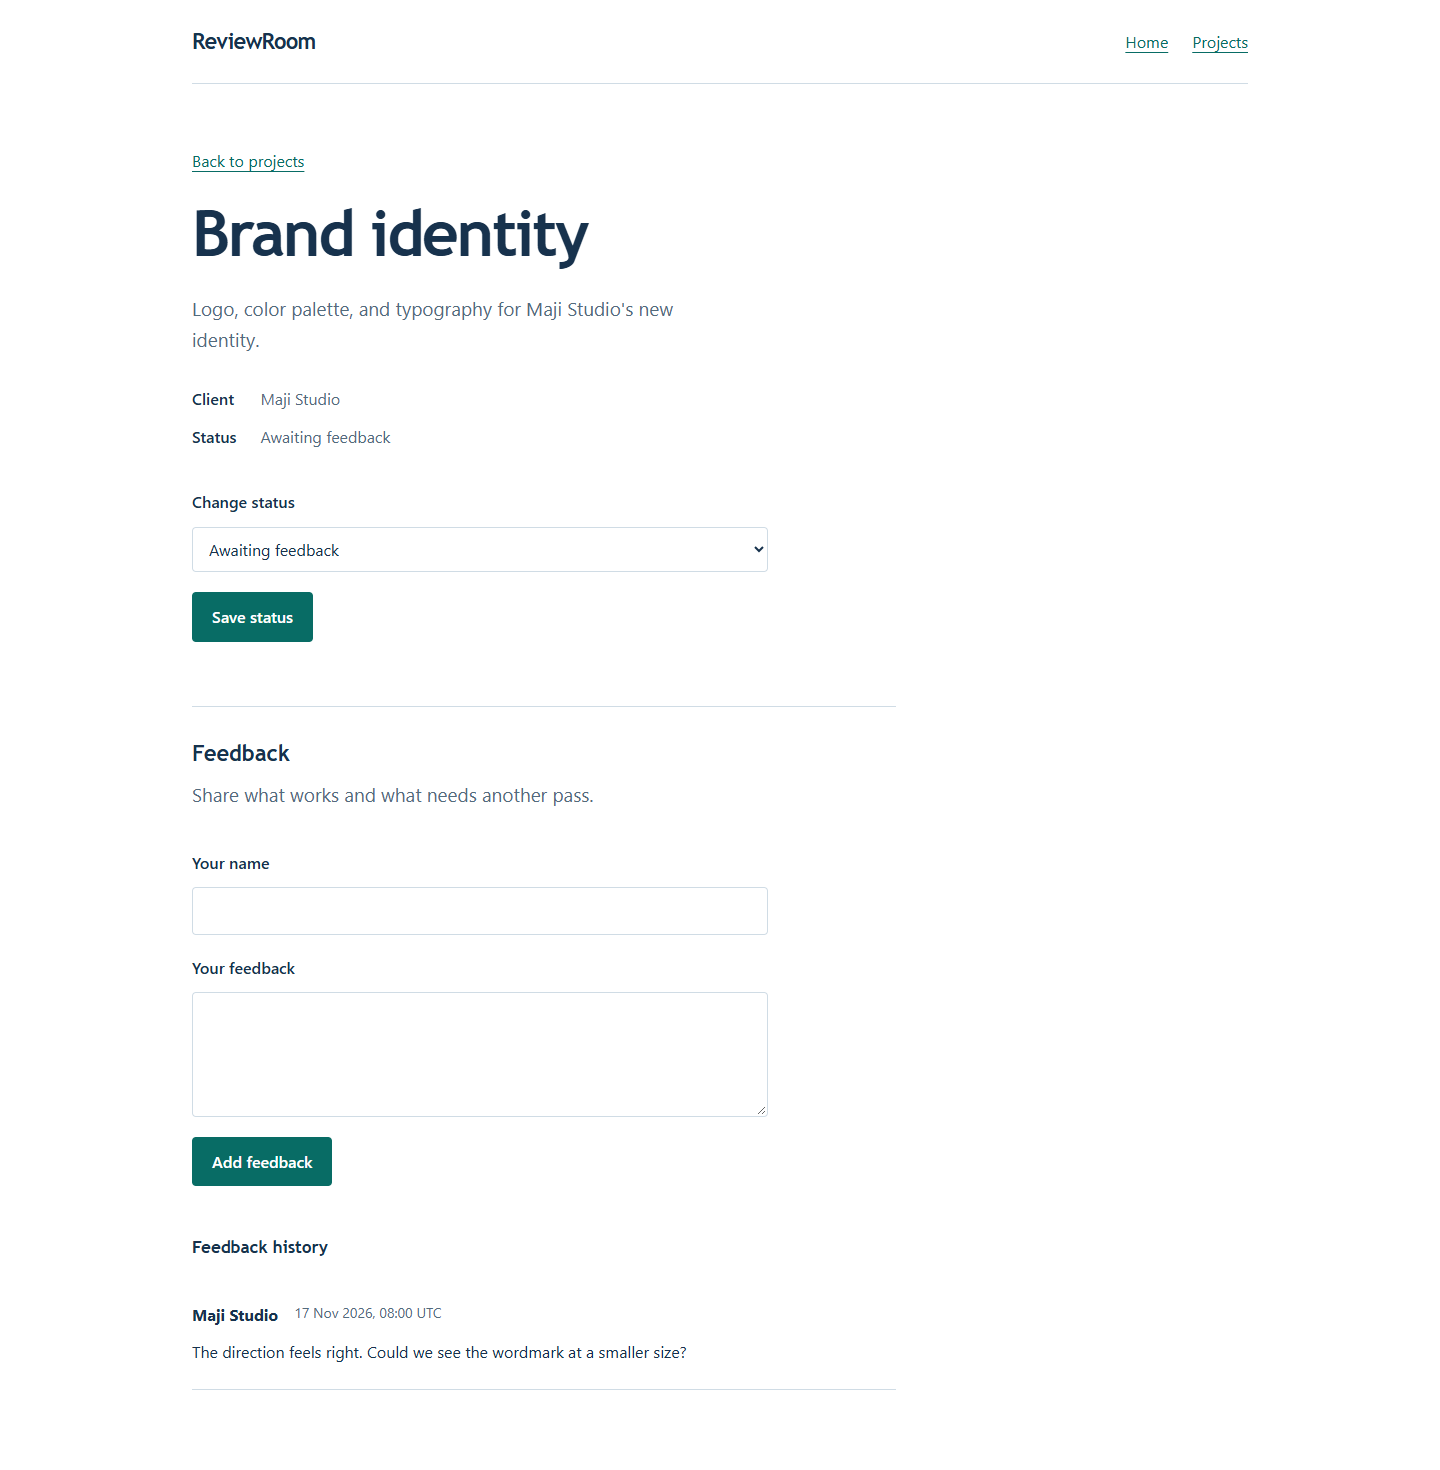 ReviewRoom
Home Projects
Back to projects
Brand identity
Logo, color palette, and typography for Maji Studio's new
identity.
Client Maji Studio
Status Awaiting feedback
Change status
Awaiting feedback
Save status
Feedback
Share what works and what needs another pass.
Your name
Your feedback
Add feedback
Feedback history
Maji Studio 17 Nov 2026, 08:00 UTC
The direction feels right. Could we see the wordmark at a smaller size?